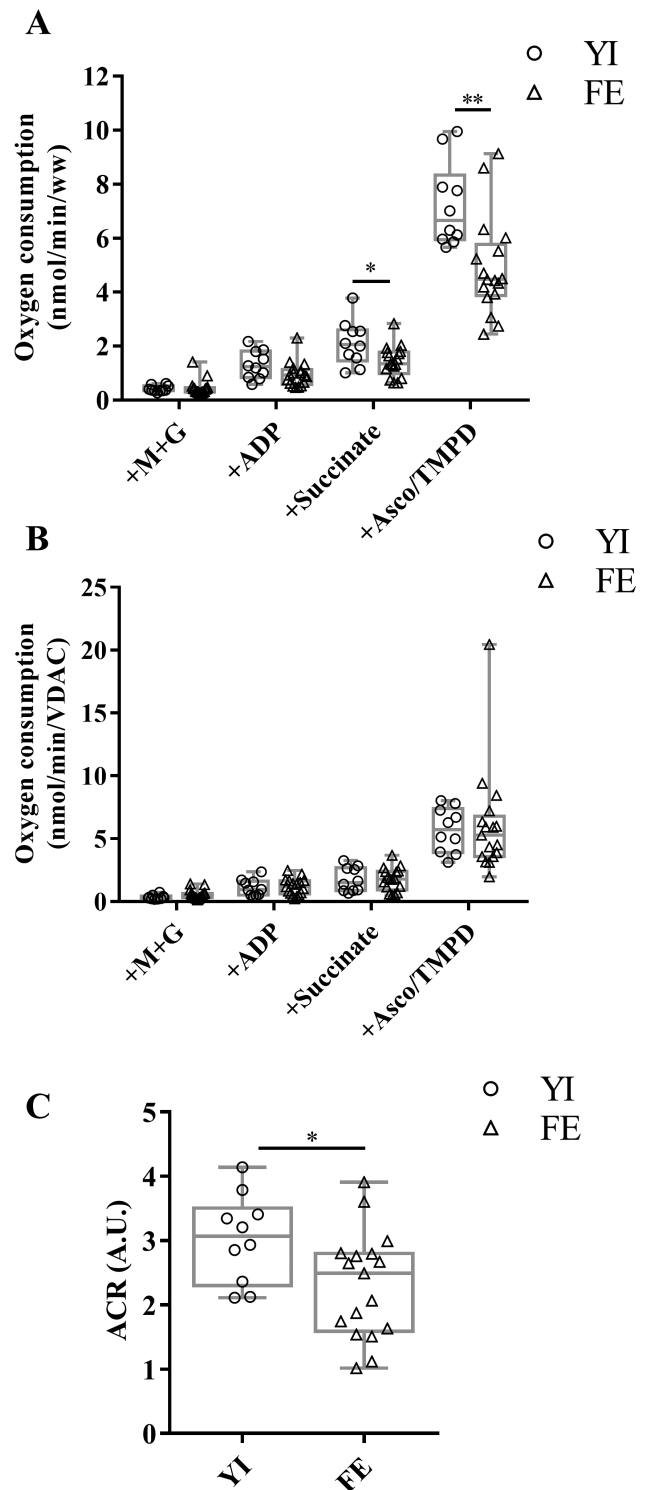 A
YI
FE
Oxygen consumption
(nmol/min/ww)
12
10
8
6
4
2
0
**
*
+M+G
+ADP
+Succinate
+Asco/TMPD
B
YI
FE
Oxygen consumption
(nmol/min/VDAC)
25
20
15
10
5
0
+M+G
+ADP
+Succinate
+Asco/TMPD
C
YI
FE
ACR (A.U.)
5
4
3
2
1
0
*
YI
FE